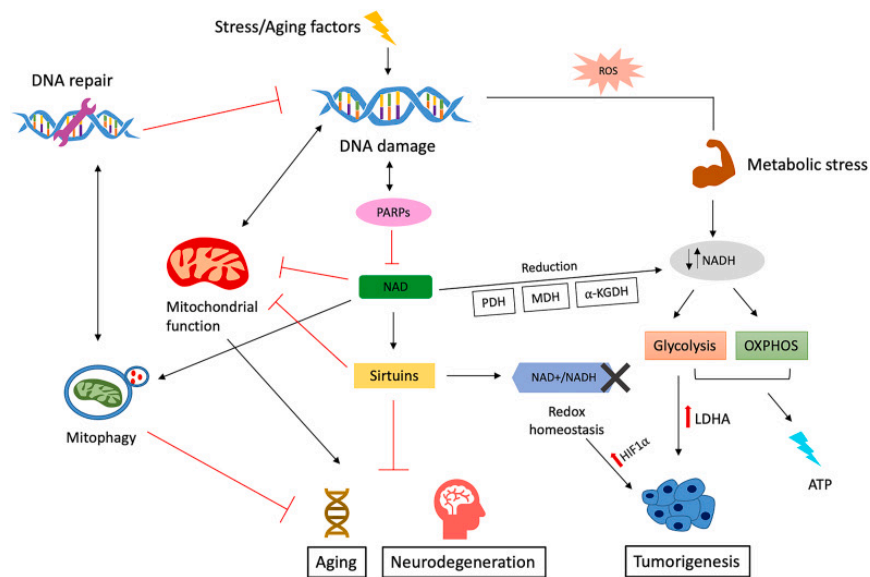 Stress/Aging factors
DNA repair
ROS
DNA damage
Metabolic stress
PARPs
NADH
NAD
Reduction
PDH
MDH
α-KGDH
Mitochondrial
function
Glycolysis
OXPHOS
Sirtuins
NAD+/NADH
Redox
homeostasis
LDHA
Mitophagy
HIF1α
ATP
Aging
Neurodegeneration
Tumorigenesis